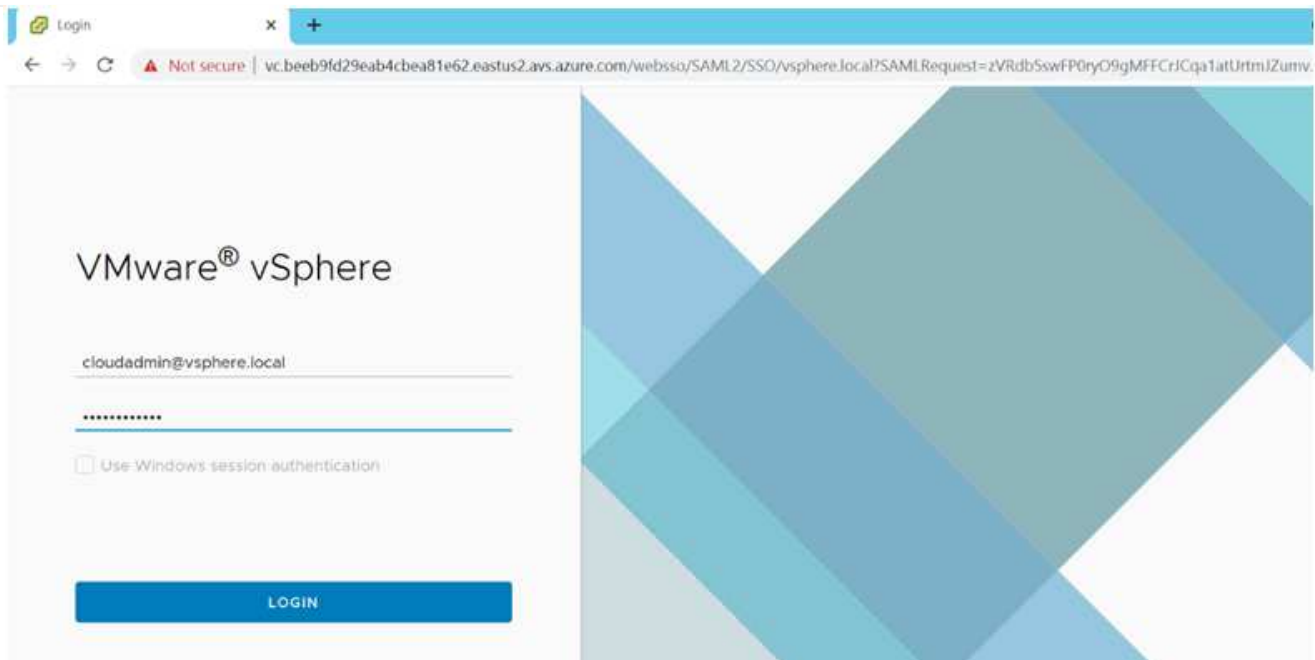 Login
Not secure | vc.beeb9fd29eab4cbea81e62.eastus2.avs.azure.com/websso/SAML2/SSO/vsphere.local?SAMLRequest=zVRdb5swFP0ryO9gMFFCrJCqa1atUrtmJZumv.
VMware® vSphere
cloudadmin@vsphere.local
••••••••••••
Use Windows session authentication
LOGIN